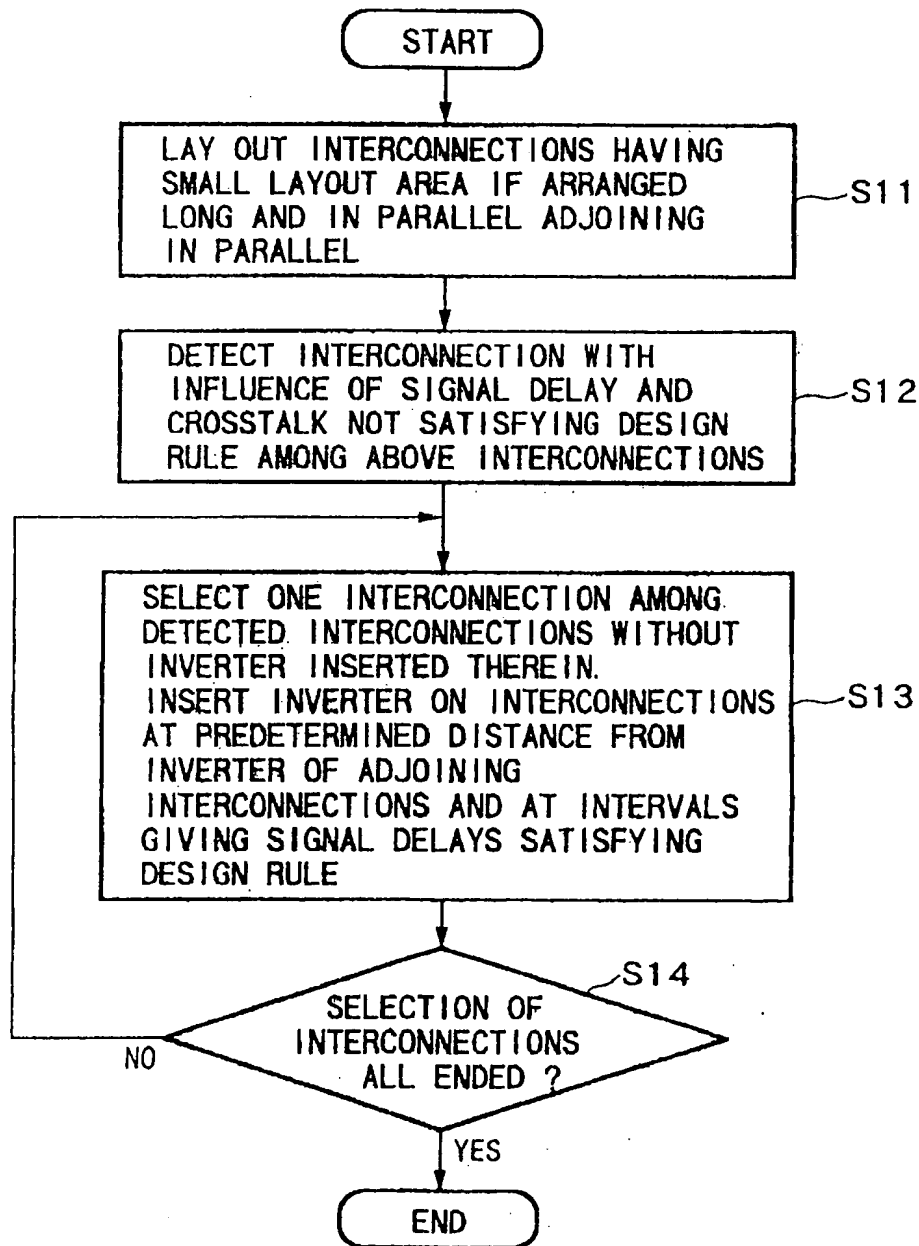 START
LAY OUT INTERCONNECTIONS HAVING
SMALL LAYOUT AREA IF ARRANGED
LONG AND IN PARALLEL ADJOINING
IN PARALLEL
S11
DETECT INTERCONNECTION WITH
INFLUENCE OF SIGNAL DELAY AND
CROSSTALK NOT SATISFYING DESIGN
RULE AMONG ABOVE INTERCONNECTIONS
S12
SELECT ONE INTERCONNECTION AMONG
DETECTED INTERCONNECTIONS WITHOUT
INVERTER INSERTED THEREIN.
INSERT INVERTER ON INTERCONNECTIONS
AT PREDETERMINED DISTANCE FROM
INVERTER OF ADJOINING
INTERCONNECTIONS AND AT INTERVALS
GIVING SIGNAL DELAYS SATISFYING
DESIGN RULE
S13
S14
SELECTION OF
INTERCONNECTIONS
ALL ENDED ?
NO
YES
END